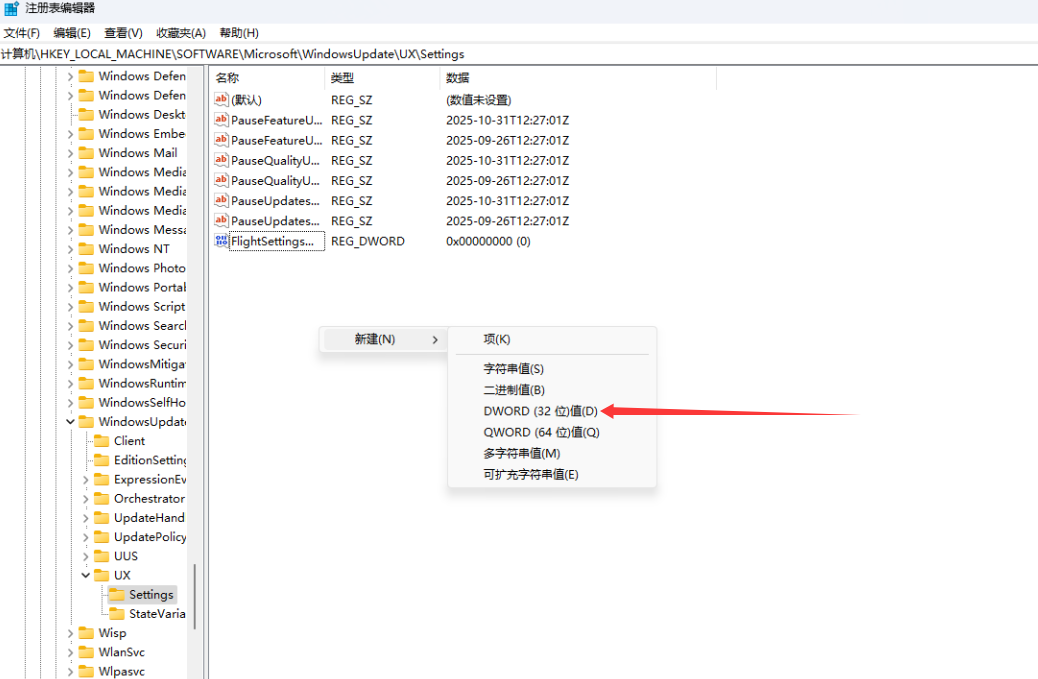 注册表编辑器
文件(F) 编辑(E) 查看(V) 收藏夹(A) 帮助(H)
计算机\HKEY_LOCAL_MACHINE\SOFTWARE\Microsoft\WindowsUpdate\UX\Settings
Windows Defen
Windows Defen
Windows Deskt
Windows Embe
Windows Mail
Windows Media
Windows Media
Windows Media
Windows Messa
Windows NT
Windows Photo
Windows Portab
Windows Script
Windows Search
Windows Securi
WindowsMitigat
WindowsRuntim
WindowsSelfHo
WindowsUpdate
Client
EditionSetting
ExpressionEv
Orchestrator
UpdateHand
UpdatePolicy
UUS
UX
Settings
StateVaria
Wisp
WlanSvc
Wlpasvc
名称 类型 数据
(默认) REG_SZ (数值未设置)
PauseFeatureU... REG_SZ 2025-10-31T12:27:01Z
PauseFeatureU... REG_SZ 2025-09-26T12:27:01Z
PauseQualityU... REG_SZ 2025-10-31T12:27:01Z
PauseQualityU... REG_SZ 2025-09-26T12:27:01Z
PauseUpdates... REG_SZ 2025-10-31T12:27:01Z
PauseUpdates... REG_SZ 2025-09-26T12:27:01Z
FlightSettings... REG_DWORD 0x00000000 (0)
新建(N)
项(K)
字符串值(S)
二进制值(B)
DWORD (32 位)值(D)
QWORD (64 位)值(Q)
多字符串值(M)
可扩充字符串值(E)